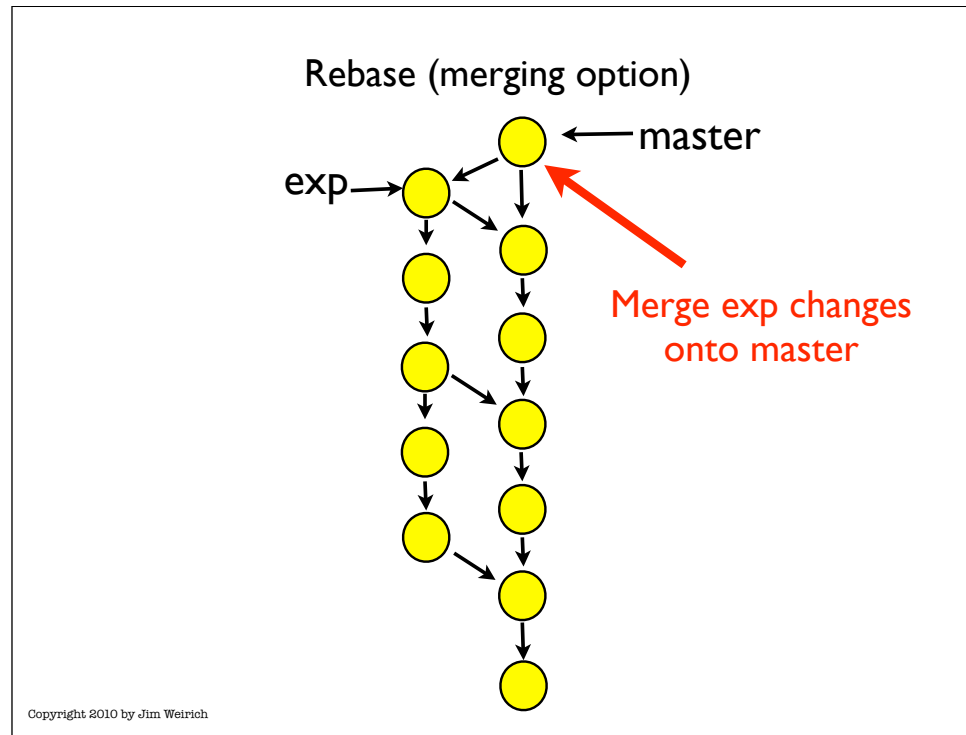 Rebase (merging option)
master
exp
Merge exp changes
onto master
Copyright 2010 by Jim Weirich